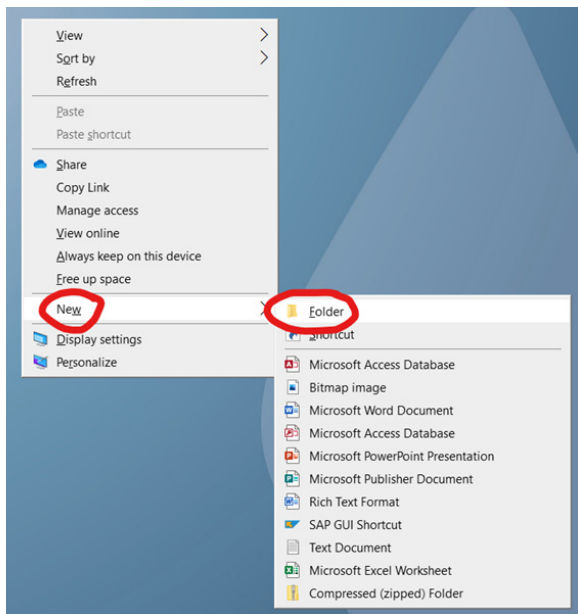 View
Sort by
Refresh
Paste
Paste shortcut
Share
Copy Link
Manage access
View online
Always keep on this device
Free up space
New
Display settings
Personalize
Folder
Shortcut
Microsoft Access Database
Bitmap image
Microsoft Word Document
Microsoft Access Database
Microsoft PowerPoint Presentation
Microsoft Publisher Document
Rich Text Format
SAP GUI Shortcut
Text Document
Microsoft Excel Worksheet
Compressed (zipped) Folder